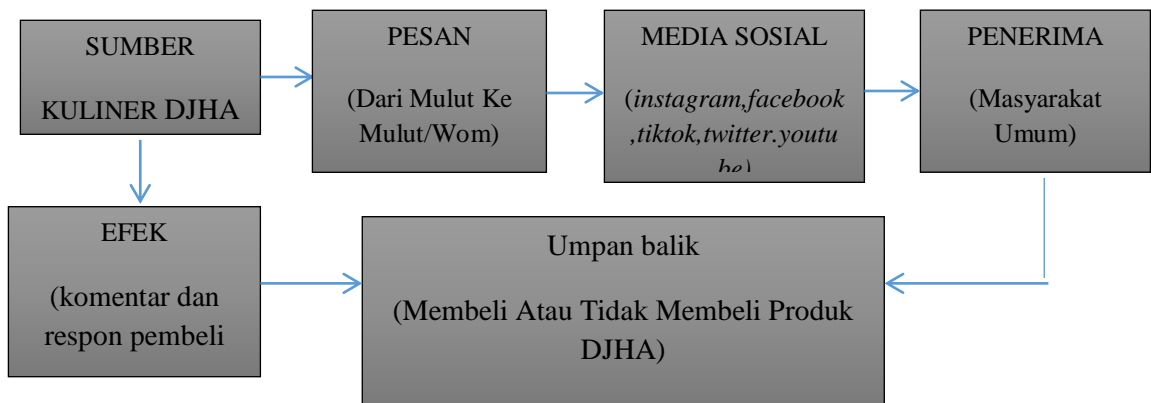 SUMBER
KULINER DJHA
PESAN
(Dari Mulut Ke
Mulut/Wom)
MEDIA SOSIAL
(instagram,facebook
,tiktok,twitter.youtu
be)
PENERIMA
(Masyarakat
Umum)
EFEK
(komentar dan
respon pembeli
Umpan balik
(Membeli Atau Tidak Membeli Produk
DJHA)